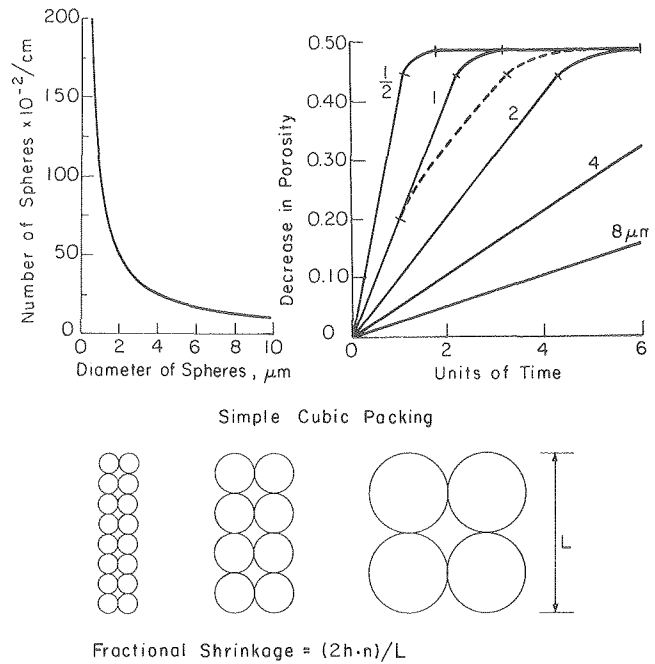 200
150
100
50
0
0 2 4 6 8 10
Number of Spheres × 10⁻²/cm
Diameter of Spheres, μm
0.50
0.40
0.30
0.20
0.10
0
0 2 4 6
Decrease in Porosity
Units of Time
1/2
1
2
4
8 μm
Simple Cubic Packing
L
Fractional Shrinkage = (2h·n)/L